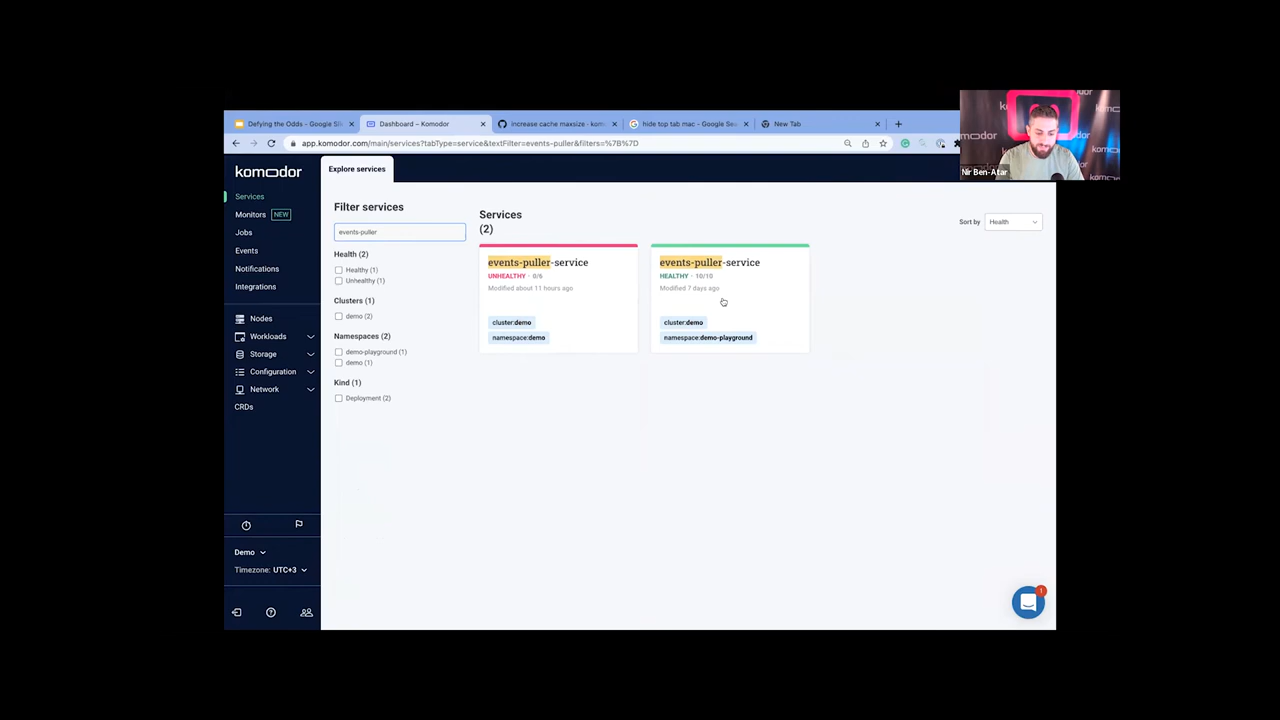 Defying the Odds - Google Sli
Dashboard – Komodor
increase cache maxsize · kom
hide top tab mac - Google Sea
New Tab
app.komodor.com/main/services?tabType=service&textFilter=events-puller&filters=%7B%7D
Nir Ben-Atar
komodor
Explore services
Services
Monitors NEW
Jobs
Events
Notifications
Integrations
Nodes
Workloads
Storage
Configuration
Network
CRDs
Demo
Timezone: UTC+3
Filter services
events-puller
Health (2)
Healthy (1)
Unhealthy (1)
Clusters (1)
demo (2)
Namespaces (2)
demo-playground (1)
demo (1)
Kind (1)
Deployment (2)
Services
(2)
Sort by Health
events-puller-service
UNHEALTHY · 0/6
Modified about 11 hours ago
cluster:demo
namespace:demo
events-puller-service
HEALTHY · 10/10
Modified 7 days ago
cluster:demo
namespace:demo-playground
1